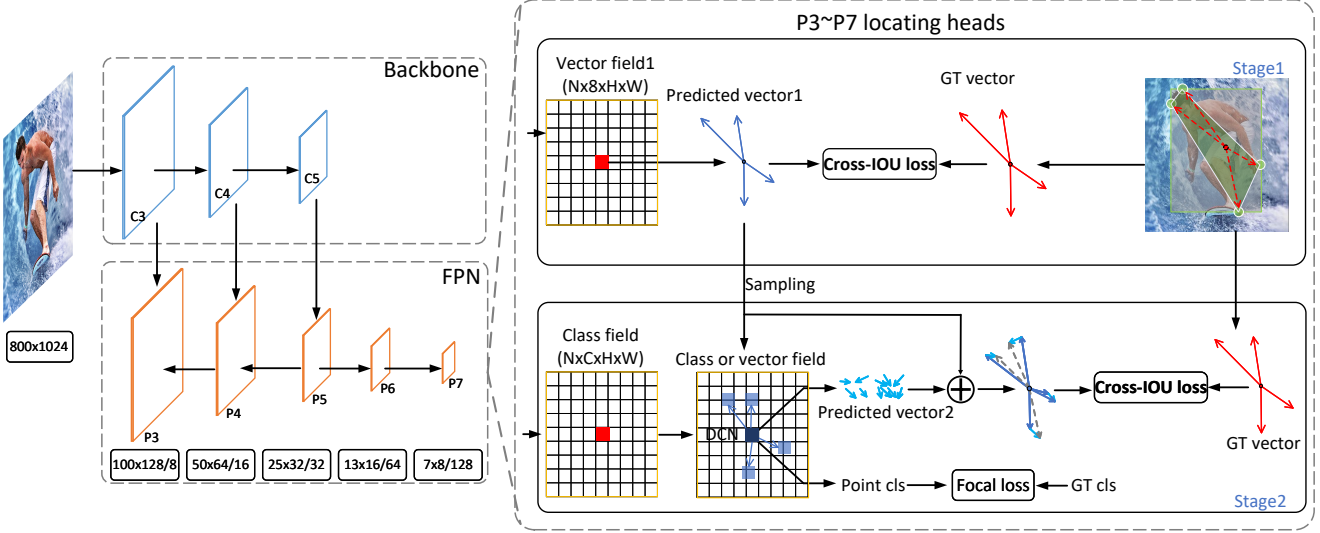 P3~P7 locating heads
Backbone
C3
C4
C5
FPN
P3
P4
P5
P6
P7
800x1024
100x128/8
50x64/16
25x32/32
13x16/64
7x8/128
Stage1
Vector field1
(Nx8xHxW)
Predicted vector1
Cross-IOU loss
GT vector
Sampling
Class field
(NxCxHxW)
Class or vector field
DCN
Predicted vector2
Cross-IOU loss
GT vector
Point cls
Focal loss
GT cls
Stage2